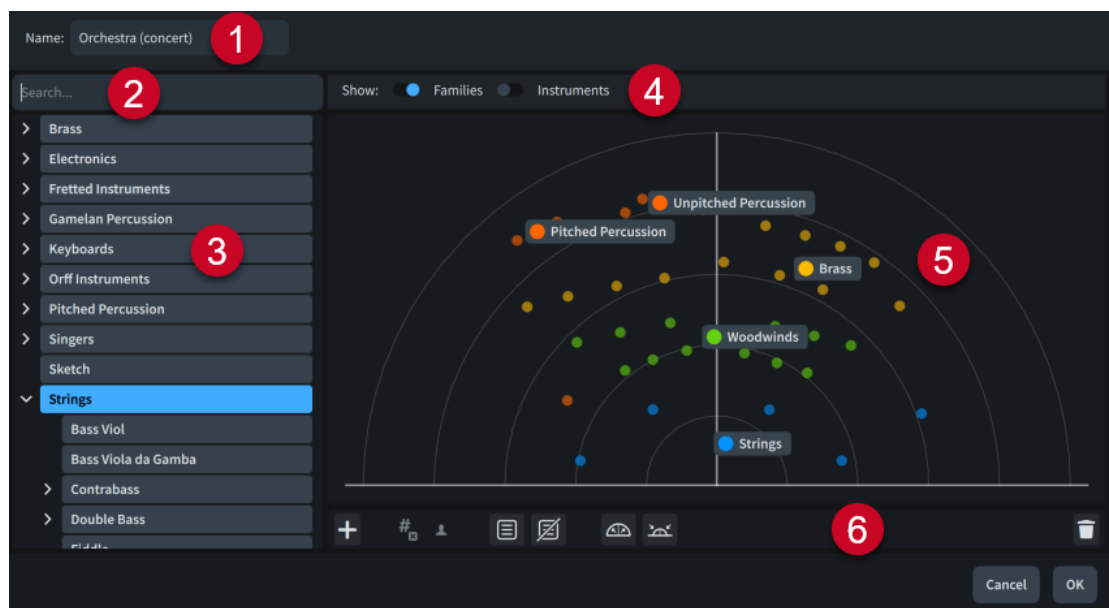 Name: Orchestra (concert) 1
Search... 2
Show: Families Instruments 4
Brass
Electronics
Fretted Instruments
Gamelan Percussion
Keyboards
3
Orff Instruments
Pitched Percussion
Singers
Sketch
Strings
Bass Viol
Bass Viola da Gamba
Contrabass
Double Bass
Fiddle
Unpitched Percussion
Pitched Percussion
Brass
5
Woodwinds
Strings
#
6
Cancel OK